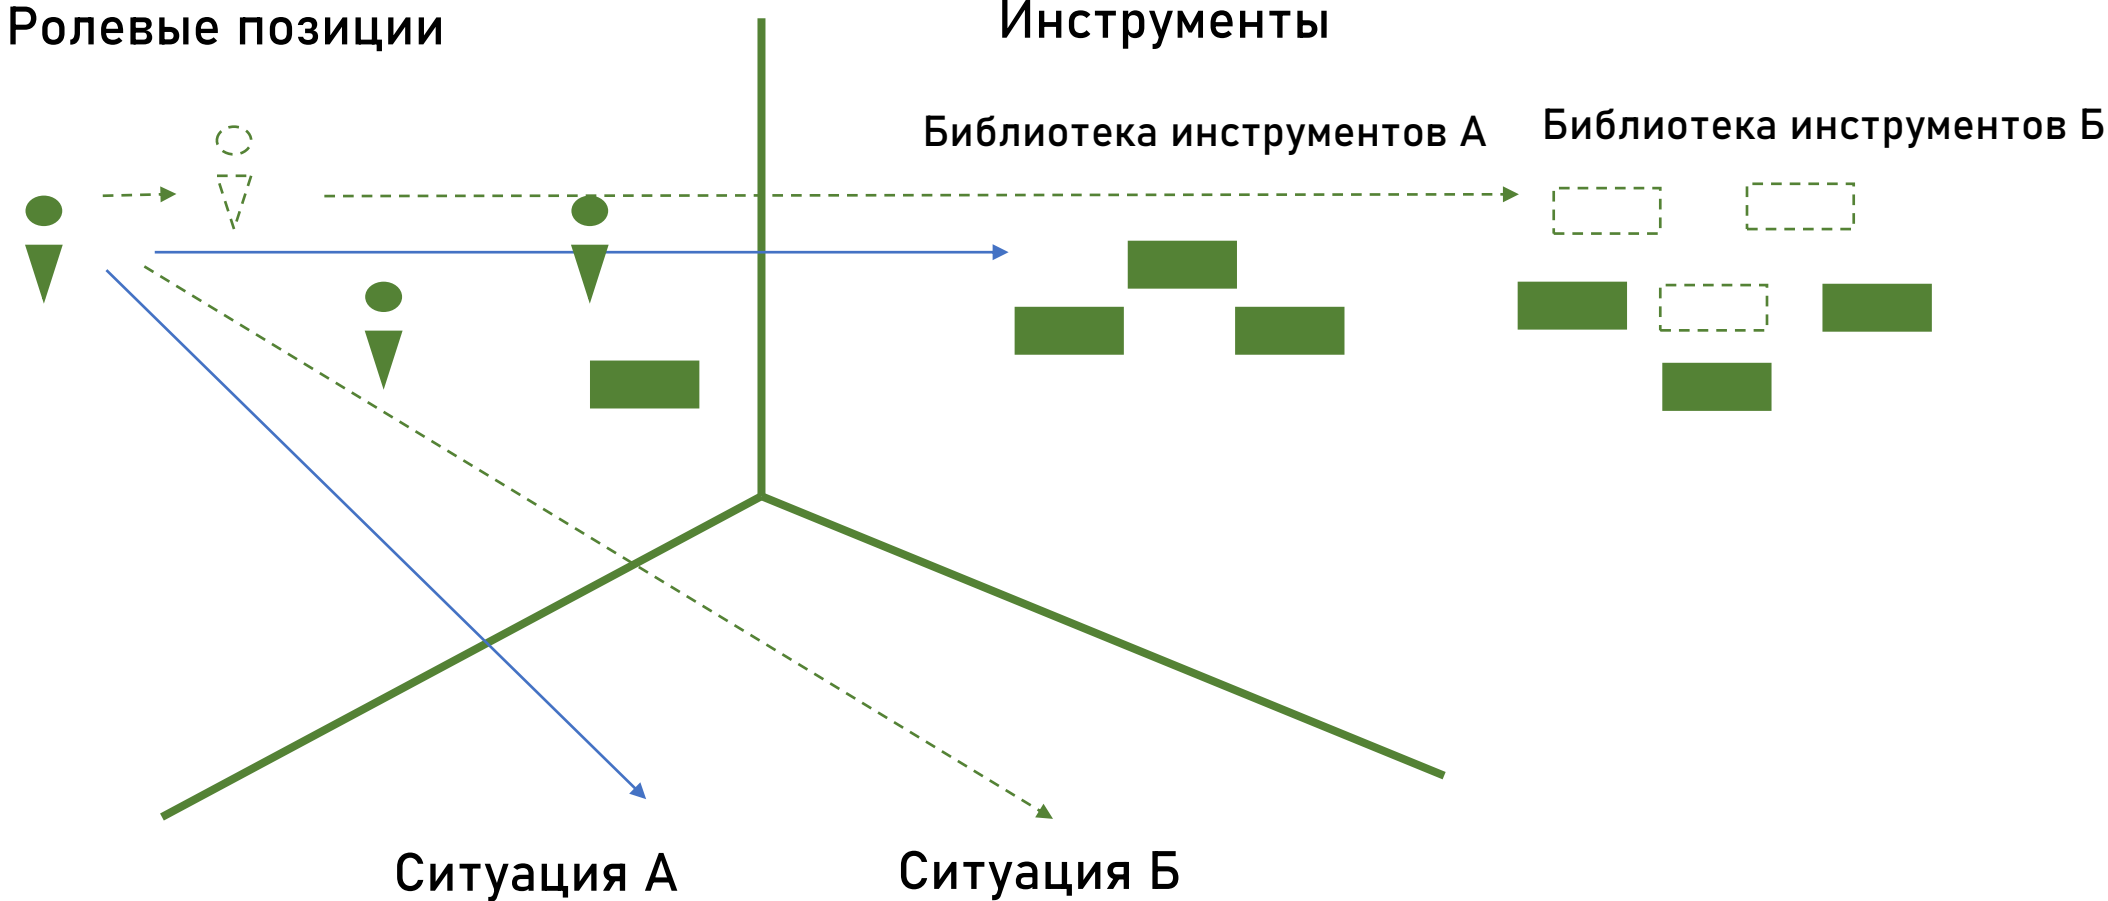 Ролевые позиции
Инструменты
Библиотека инструментов А
Библиотека инструментов Б
Ситуация А
Ситуация Б